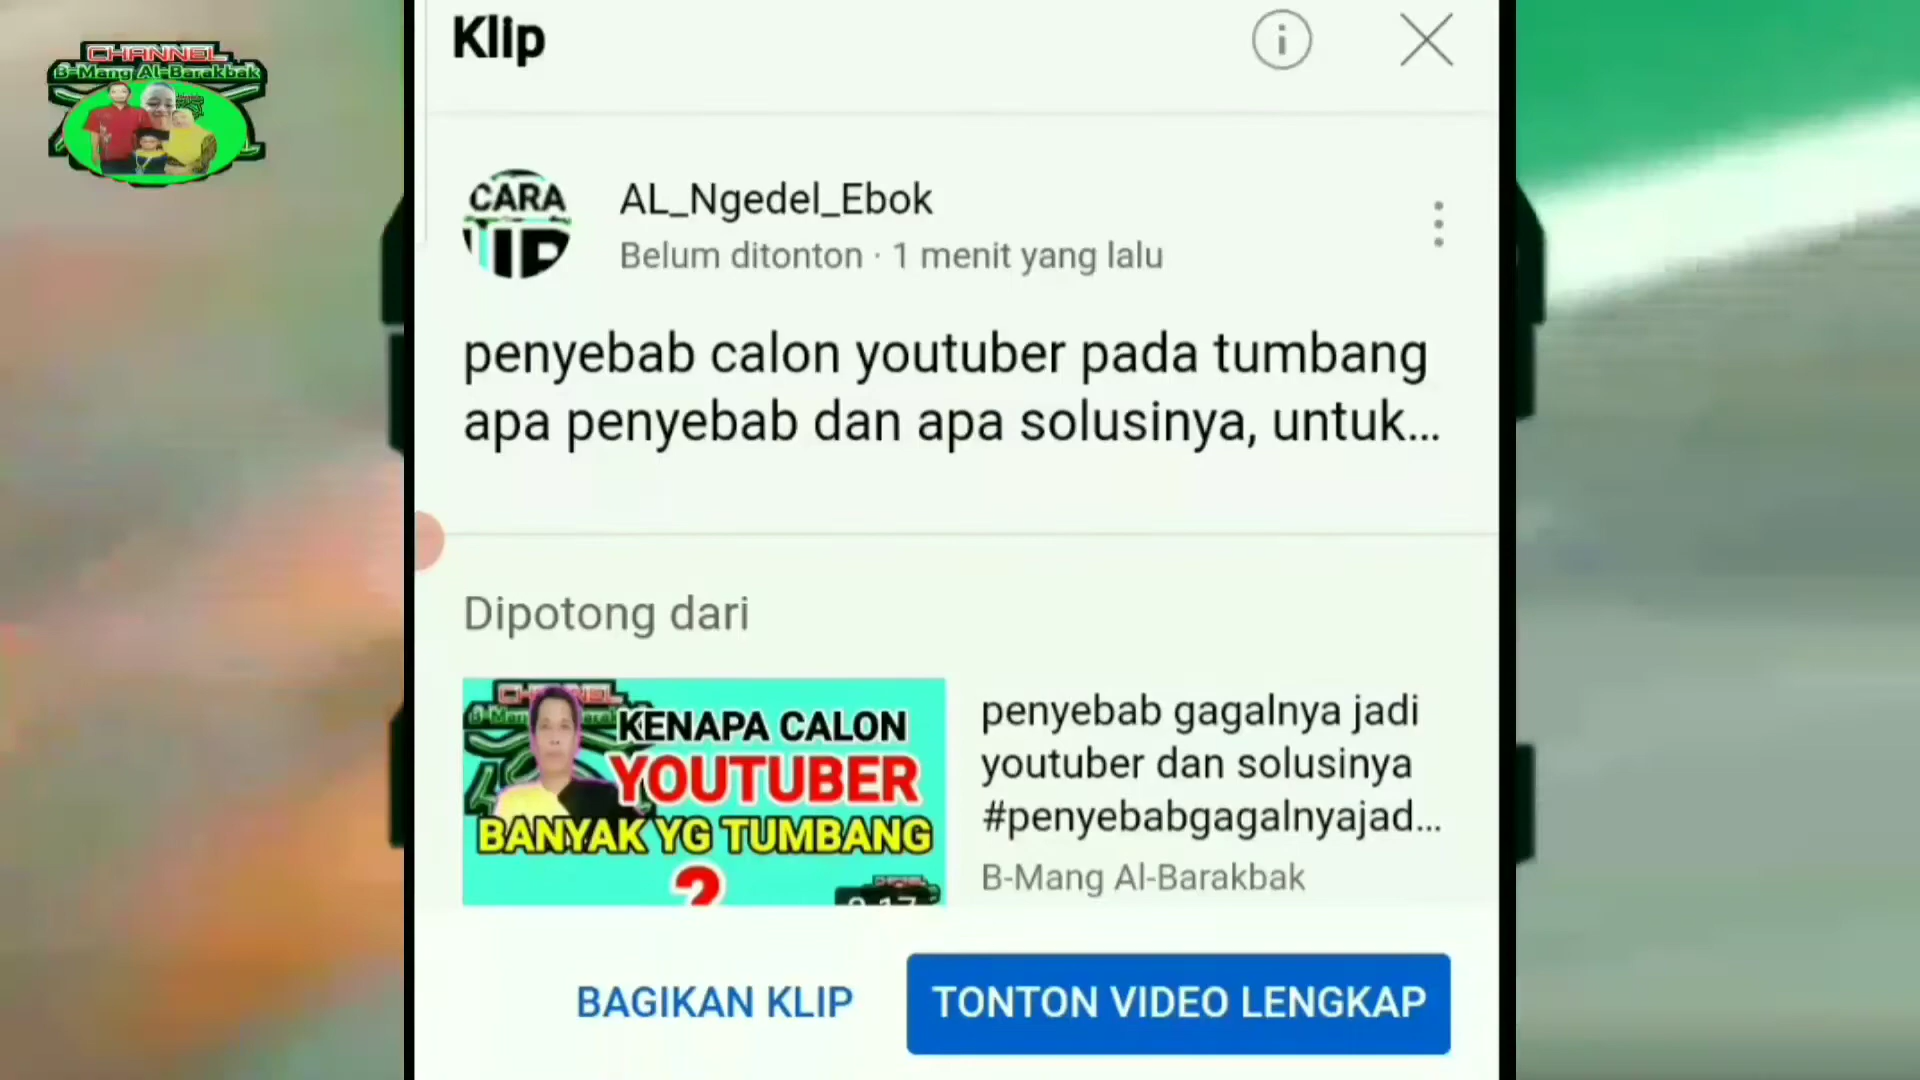 CHANNEL
B-Mang Al-Barakbak
Klip
CARA
AL_Ngedel_Ebok
Belum ditonton · 1 menit yang lalu
penyebab calon youtuber pada tumbang
apa penyebab dan apa solusinya, untuk...
Dipotong dari
CHANNEL
KENAPA CALON
YOUTUBER
BANYAK YG TUMBANG
?
penyebab gagalnya jadi
youtuber dan solusinya
#penyebabgagalnyajad...
B-Mang Al-Barakbak
BAGIKAN KLIP
TONTON VIDEO LENGKAP